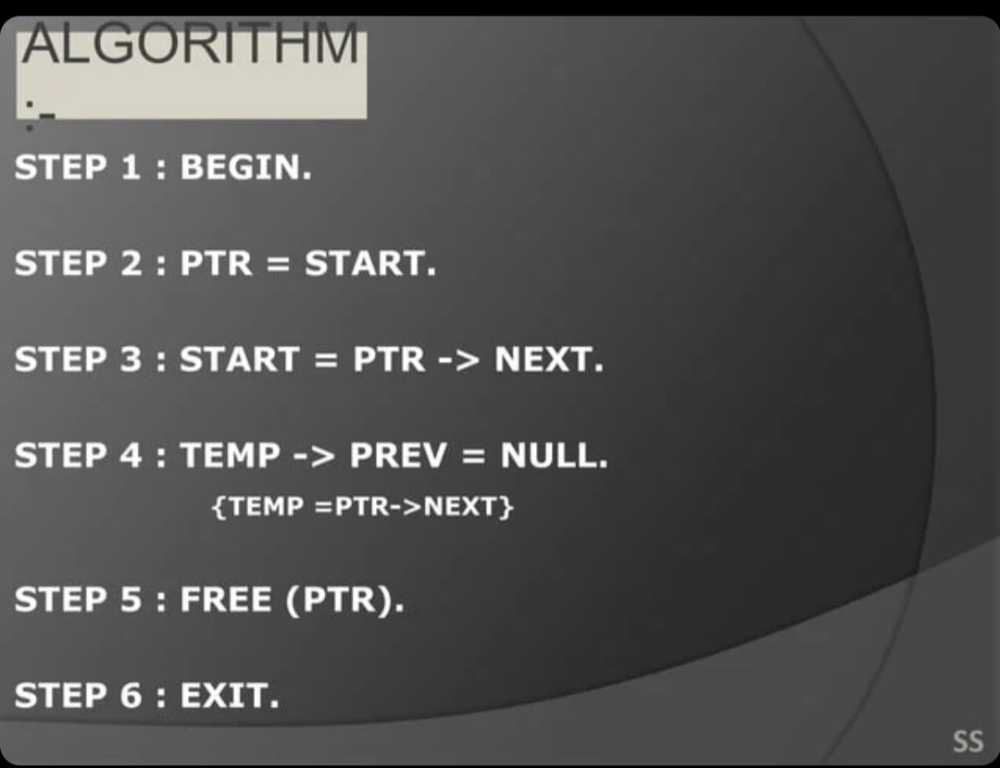 ALGORITHM
:-
STEP 1 : BEGIN.
STEP 2 : PTR = START.
STEP 3 : START = PTR -> NEXT.
STEP 4 : TEMP -> PREV = NULL.
{TEMP =PTR->NEXT}
STEP 5 : FREE (PTR).
STEP 6 : EXIT.
SS